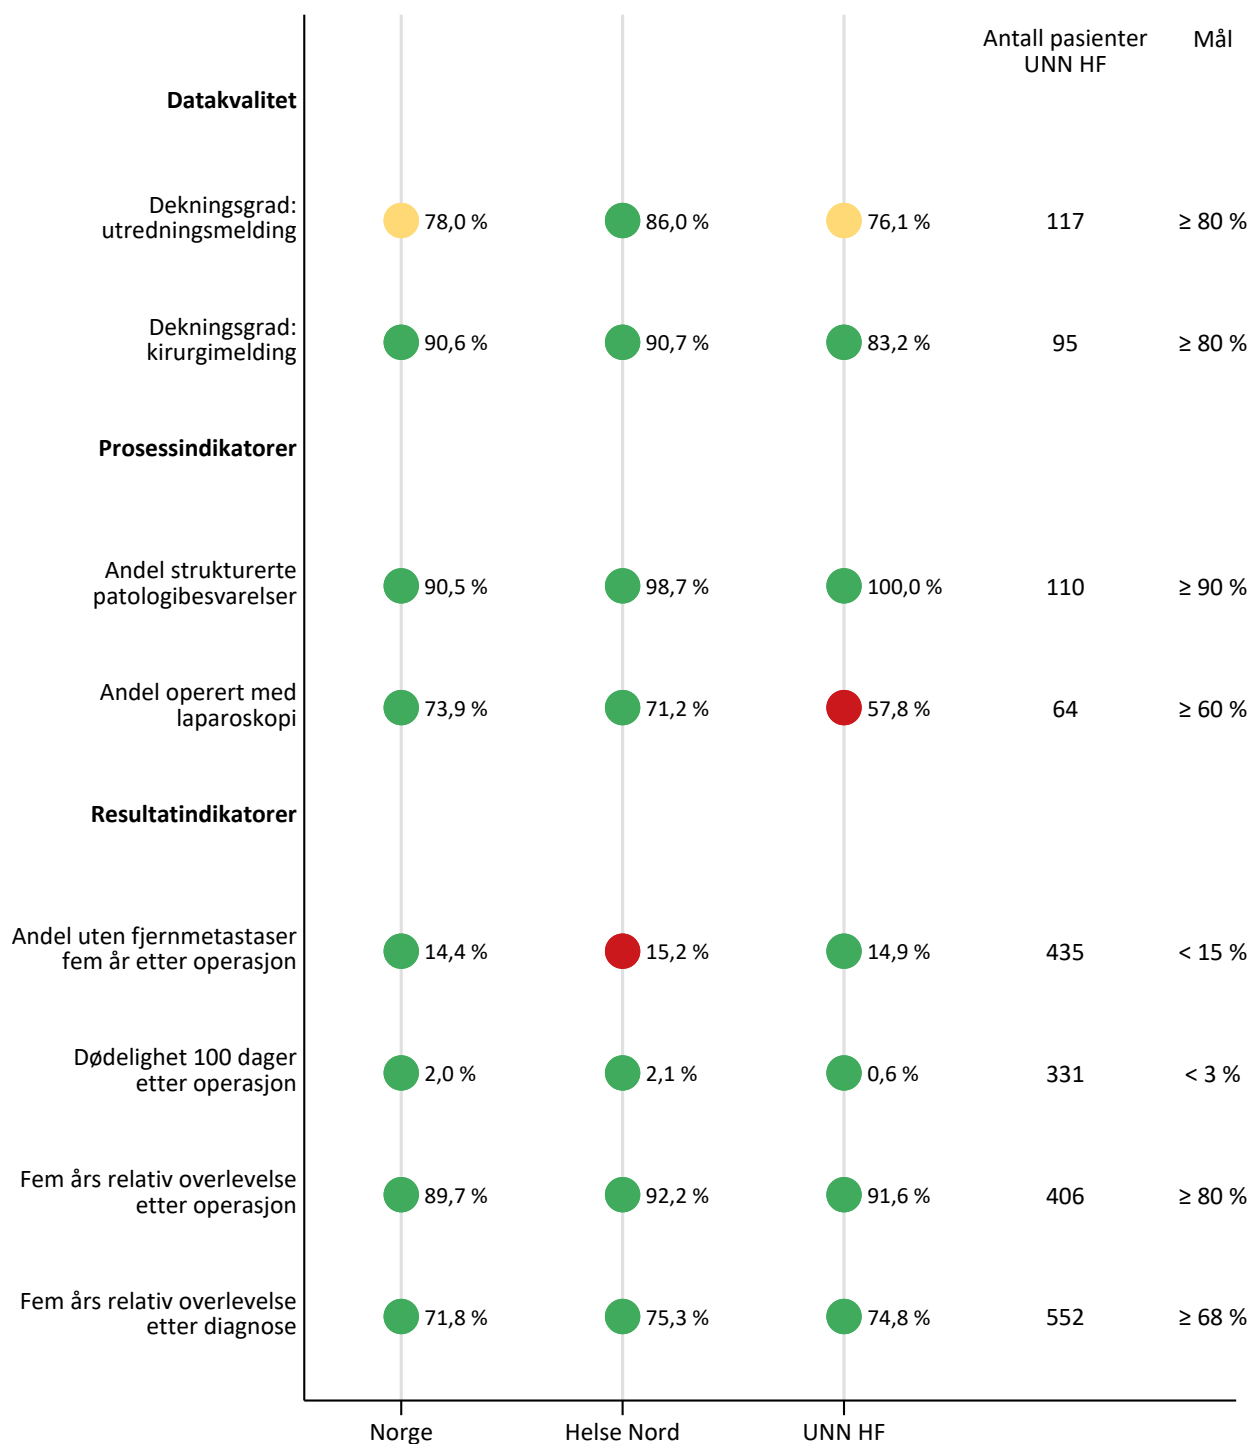 Antall pasienter
UNN HF
Mål
Datakvalitet
Dekningsgrad:
utredningsmelding
78,0 %
86,0 %
76,1 %
117
≥ 80 %
Dekningsgrad:
kirurgimelding
90,6 %
90,7 %
83,2 %
95
≥ 80 %
Prosessindikatorer
Andel strukturerte
patologibesvarelser
90,5 %
98,7 %
100,0 %
110
≥ 90 %
Andel operert med
laparoskopi
73,9 %
71,2 %
57,8 %
64
≥ 60 %
Resultatindikatorer
Andel uten fjernmetastaser
fem år etter operasjon
14,4 %
15,2 %
14,9 %
435
< 15 %
Dødelighet 100 dager
etter operasjon
2,0 %
2,1 %
0,6 %
331
< 3 %
Fem års relativ overlevelse
etter operasjon
89,7 %
92,2 %
91,6 %
406
≥ 80 %
Fem års relativ overlevelse
etter diagnose
71,8 %
75,3 %
74,8 %
552
≥ 68 %
Norge
Helse Nord
UNN HF